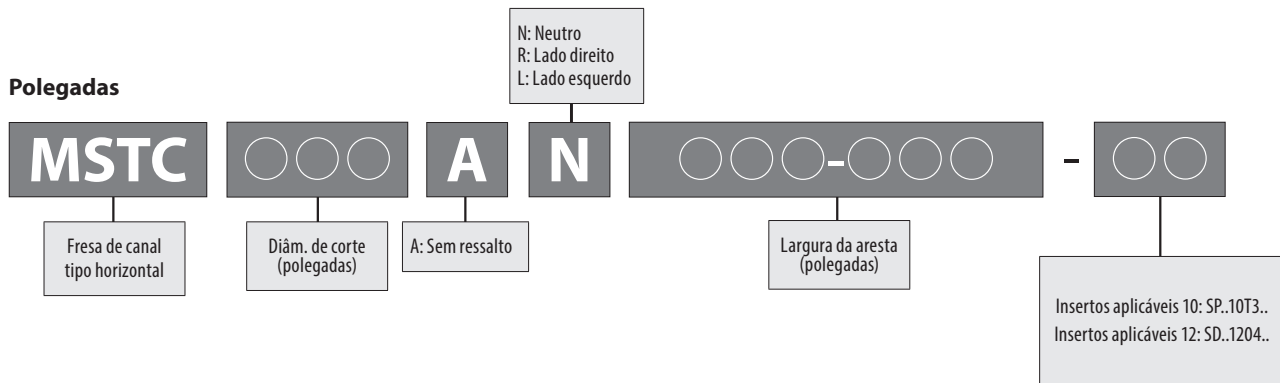 N: Neutro
R: Lado direito
L: Lado esquerdo
Polegadas
MSTC ○○○ A N ○○○-○○○ - ○○
Fresa de canal
tipo horizontal
Diâm. de corte
(polegadas)
A: Sem ressalto
Largura da aresta
(polegadas)
Insertos aplicáveis 10: SP..10T3..
Insertos aplicáveis 12: SD..1204..